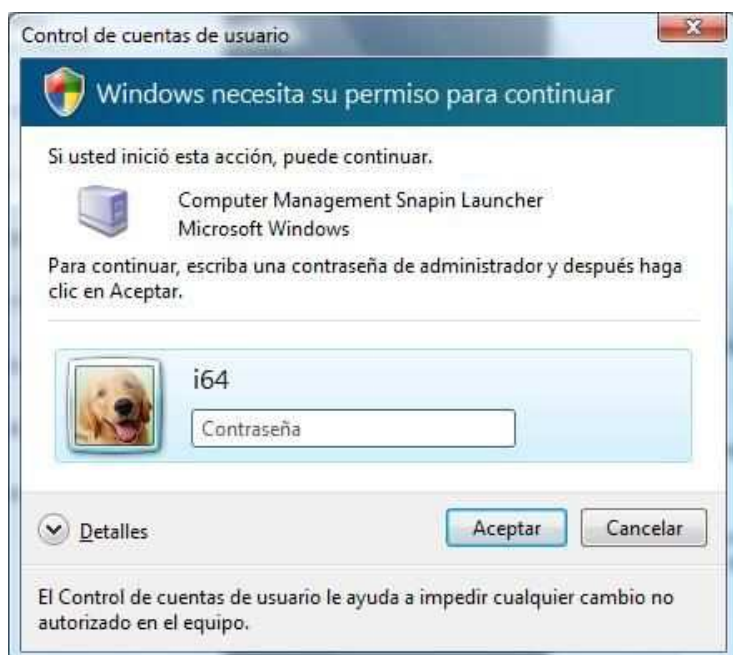 Control de cuentas de usuario
Windows necesita su permiso para continuar
Si usted inició esta acción, puede continuar.
Computer Management Snapin Launcher
Microsoft Windows
Para continuar, escriba una contraseña de administrador y después haga
clic en Aceptar.
i64
Contraseña
Detalles
Aceptar
Cancelar
El Control de cuentas de usuario le ayuda a impedir cualquier cambio no
autorizado en el equipo.